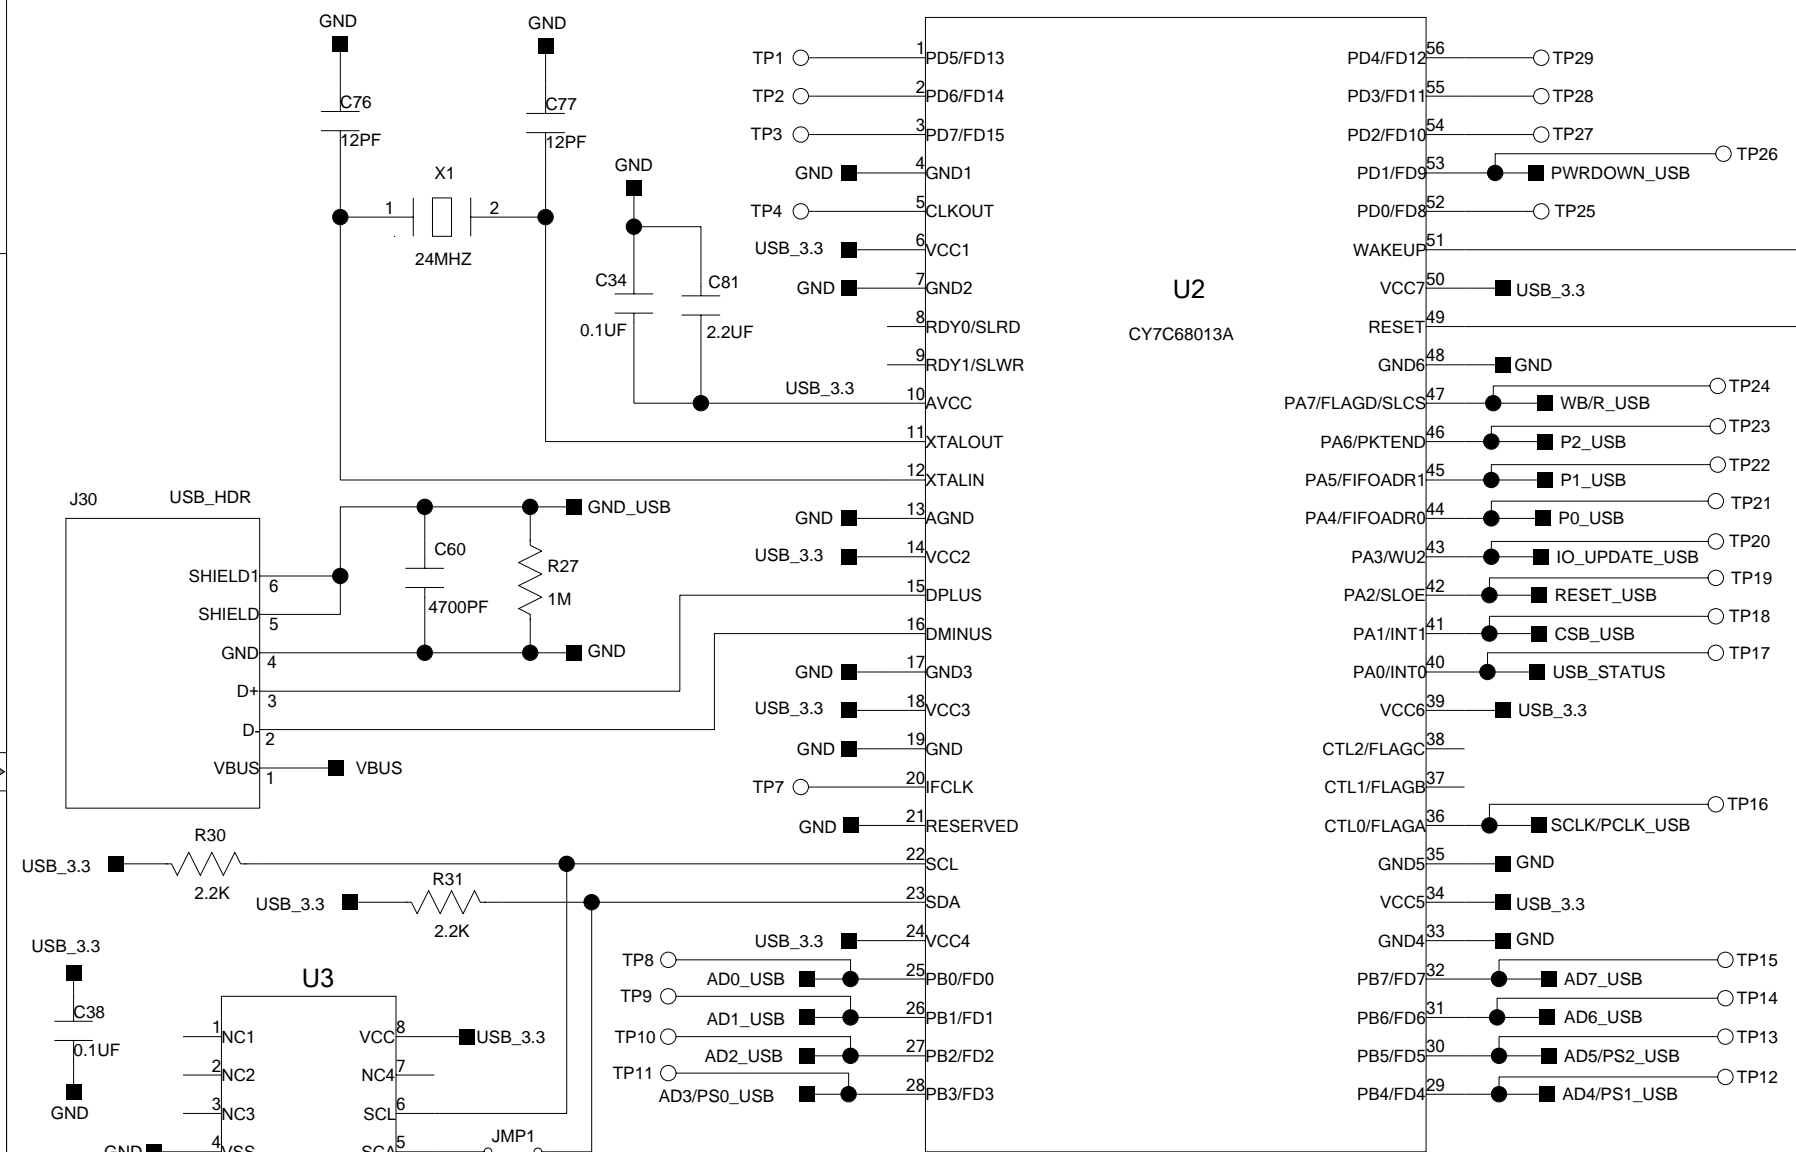 GND
GND
C76
12PF
C77
12PF
X1
1
2
24MHZ
GND
C34
0.1UF
C81
2.2UF
USB_3.3
J30
USB_HDR
SHIELD1
6
SHIELD
5
GND
4
D+
3
D-
2
VBUS
1
VBUS
GND_USB
C60
4700PF
R27
1M
GND
R30
USB_3.3
2.2K
R31
USB_3.3
2.2K
USB_3.3
C38
0.1UF
GND
U3
1 NC1
2 NC2
3 NC3
GND
4 VSS
VCC 8
USB_3.3
NC4 7
SCL 6
SCA 5
JMP1
U2
CY7C68013A
TP1 1 PD5/FD13
TP2 2 PD6/FD14
TP3 3 PD7/FD15
GND 4 GND1
TP4 5 CLKOUT
USB_3.3 6 VCC1
GND 7 GND2
8 RDY0/SLRD
9 RDY1/SLWR
10 AVCC
11 XTALOUT
12 XTALIN
GND 13 AGND
USB_3.3 14 VCC2
15 DPLUS
16 DMINUS
GND 17 GND3
USB_3.3 18 VCC3
GND 19 GND
TP7 20 IFCLK
GND 21 RESERVED
22 SCL
23 SDA
USB_3.3 24 VCC4
TP8
AD0_USB 25 PB0/FD0
TP9
AD1_USB 26 PB1/FD1
TP10
AD2_USB 27 PB2/FD2
TP11
AD3/PS0_USB 28 PB3/FD3
PD4/FD12 56 TP29
PD3/FD11 55 TP28
PD2/FD10 54 TP27
TP26
PD1/FD9 53 PWRDOWN_USB
PD0/FD8 52 TP25
WAKEUP 51
VCC7 50 USB_3.3
RESET 49
GND6 48 GND
TP24
PA7/FLAGD/SLCS 47 WB/R_USB
TP23
PA6/PKTEND 46 P2_USB
TP22
PA5/FIFOADR1 45 P1_USB
TP21
PA4/FIFOADR0 44 P0_USB
TP20
PA3/WU2 43 IO_UPDATE_USB
TP19
PA2/SLOE 42 RESET_USB
TP18
PA1/INT1 41 CSB_USB
TP17
PA0/INT0 40 USB_STATUS
VCC6 39 USB_3.3
CTL2/FLAGC 38
CTL1/FLAGB 37
TP16
CTL0/FLAGA 36 SCLK/PCLK_USB
GND5 35 GND
VCC5 34 USB_3.3
GND4 33 GND
TP15
PB7/FD7 32 AD7_USB
TP14
PB6/FD6 31 AD6_USB
TP13
PB5/FD5 30 AD5/PS2_USB
TP12
PB4/FD4 29 AD4/PS1_USB